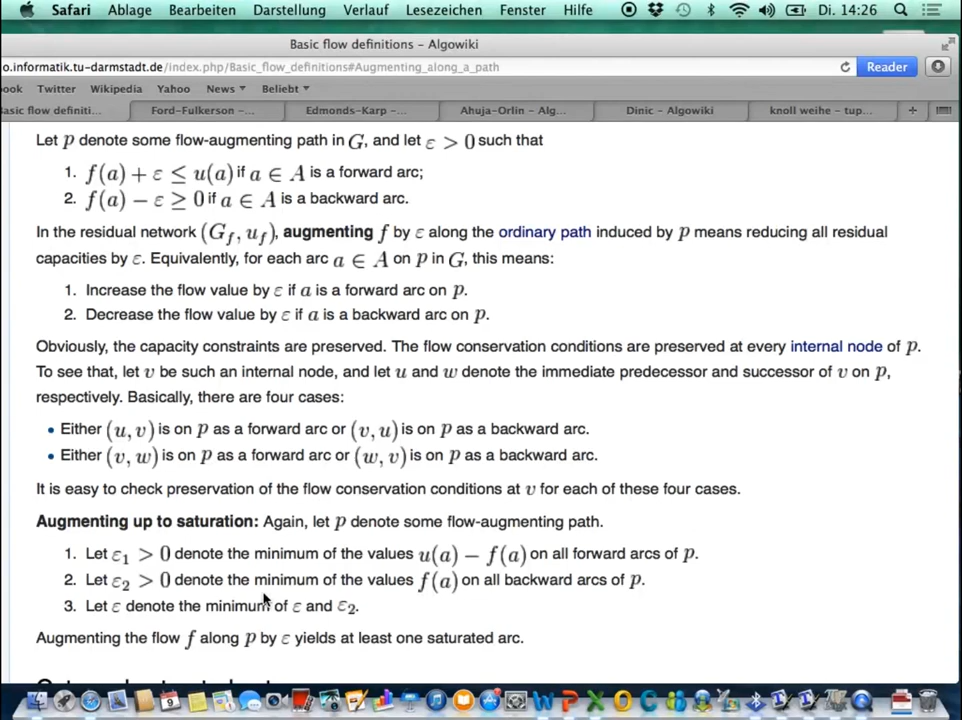 Safari Ablage Bearbeiten Darstellung Verlauf Lesezeichen Fenster Hilfe Di. 14:26
Basic flow definitions – Algowiki
o.informatik.tu-darmstadt.de/index.php/Basic_flow_definitions#Augmenting_along_a_path Reader
ook Twitter Wikipedia Yahoo News ▾ Beliebt ▾
asic flow definiti... Ford-Fulkerson –... Edmonds-Karp –... Ahuja-Orlin – Alg... Dinic – Algowiki knoll weihe – tup... +
Let p denote some flow-augmenting path in G, and let ε > 0 such that
1. f(a) + ε ≤ u(a) if a ∈ A is a forward arc;
2. f(a) − ε ≥ 0 if a ∈ A is a backward arc.
In the residual network (G_f, u_f), augmenting f by ε along the ordinary path induced by p means reducing all residual
capacities by ε. Equivalently, for each arc a ∈ A on p in G, this means:
1. Increase the flow value by ε if a is a forward arc on p.
2. Decrease the flow value by ε if a is a backward arc on p.
Obviously, the capacity constraints are preserved. The flow conservation conditions are preserved at every internal node of p.
To see that, let v be such an internal node, and let u and w denote the immediate predecessor and successor of v on p,
respectively. Basically, there are four cases:
• Either (u, v) is on p as a forward arc or (v, u) is on p as a backward arc.
• Either (v, w) is on p as a forward arc or (w, v) is on p as a backward arc.
It is easy to check preservation of the flow conservation conditions at v for each of these four cases.
Augmenting up to saturation: Again, let p denote some flow-augmenting path.
1. Let ε₁ > 0 denote the minimum of the values u(a) − f(a) on all forward arcs of p.
2. Let ε₂ > 0 denote the minimum of the values f(a) on all backward arcs of p.
3. Let ε denote the minimum of ε and ε₂.
Augmenting the flow f along p by ε yields at least one saturated arc.